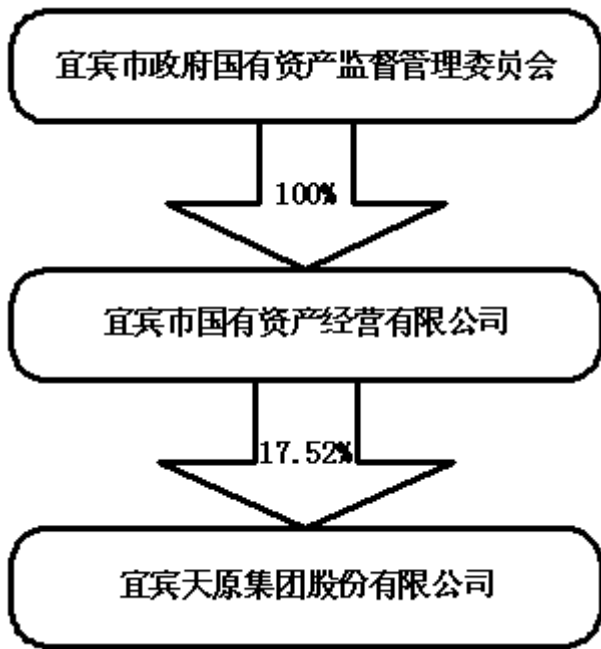 宜宾市政府国有资产监督管理委员会
100%
宜宾市国有资产经营有限公司
17.52%
宜宾天原集团股份有限公司